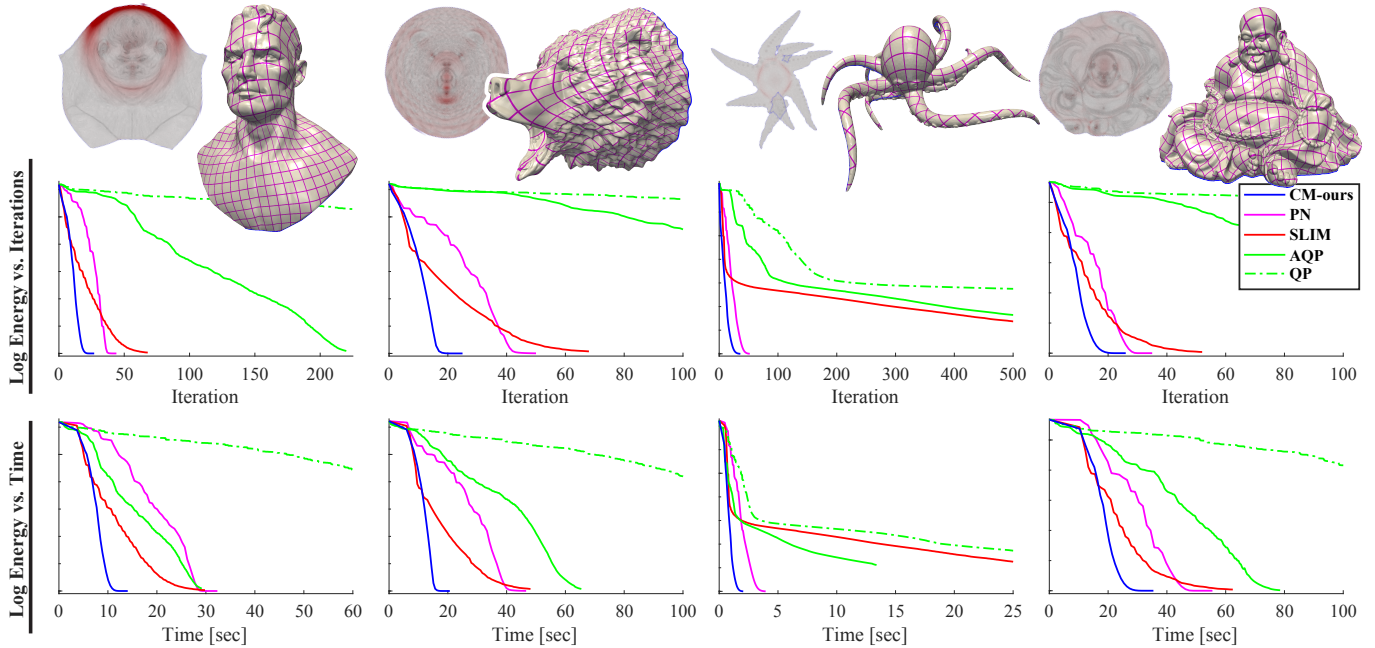 Log Energy vs. Iterations
CM-ours
PN
SLIM
AQP
QP
0 50 100 150 200
Iteration
0 20 40 60 80 100
Iteration
0 100 200 300 400 500
Iteration
0 20 40 60 80 100
Iteration
Log Energy vs. Time
0 10 20 30 40 50 60
Time [sec]
0 20 40 60 80 100
Time [sec]
0 5 10 15 20 25
Time [sec]
0 20 40 60 80 100
Time [sec]